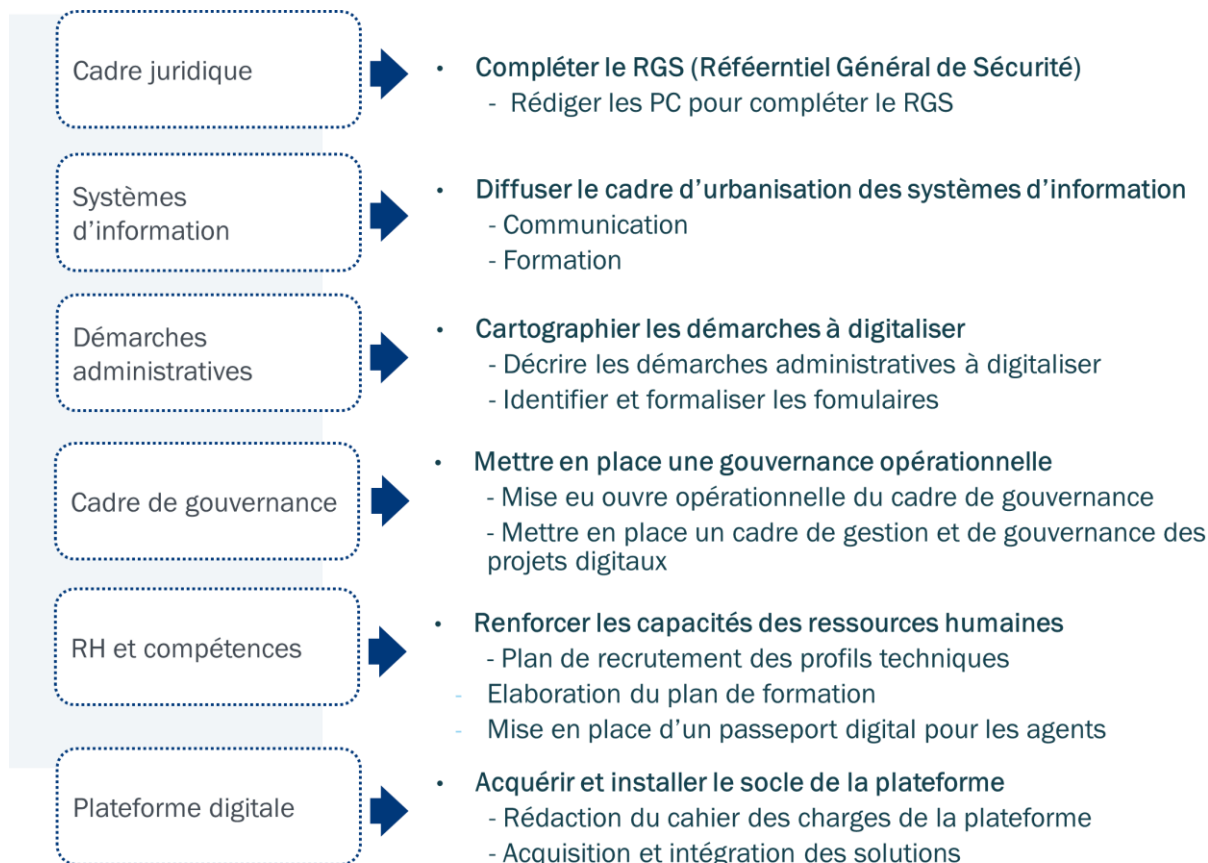 Cadre juridique
• Compléter le RGS (Réféerntiel Général de Sécurité)
- Rédiger les PC pour compléter le RGS
Systèmes
d'information
• Diffuser le cadre d'urbanisation des systèmes d'information
- Communication
- Formation
Démarches
administratives
• Cartographier les démarches à digitaliser
- Décrire les démarches administratives à digitaliser
- Identifier et formaliser les fomulaires
Cadre de gouvernance
• Mettre en place une gouvernance opérationnelle
- Mise eu ouvre opérationnelle du cadre de gouvernance
- Mettre en place un cadre de gestion et de gouvernance des
projets digitaux
RH et compétences
• Renforcer les capacités des ressources humaines
- Plan de recrutement des profils techniques
- Elaboration du plan de formation
- Mise en place d'un passeport digital pour les agents
Plateforme digitale
• Acquérir et installer le socle de la plateforme
- Rédaction du cahier des charges de la plateforme
- Acquisition et intégration des solutions